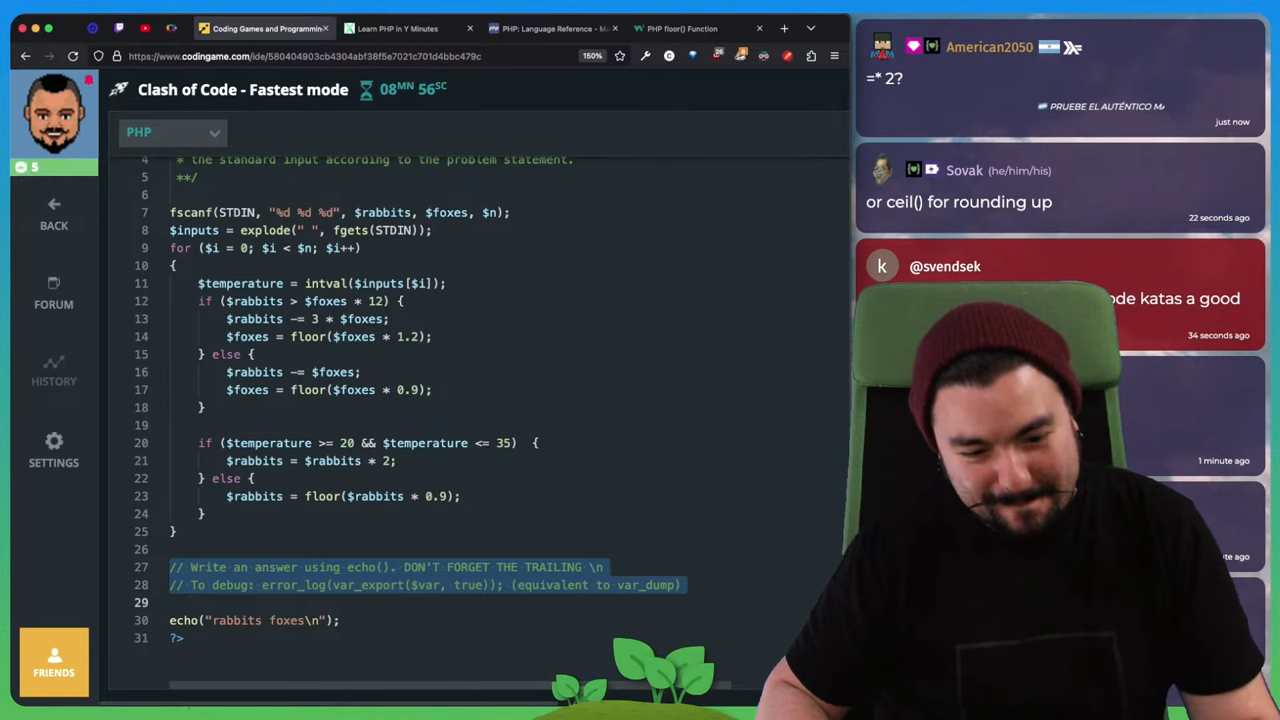 Coding Games and Programmin
Learn PHP in Y Minutes
PHP: Language Reference - M
PHP floor() Function
https://www.codingame.com/ide/580404903cb4304abf38f5e7021c701d4bbc479c
150%
Clash of Code - Fastest mode
08MN 56SC
PHP
5
BACK
FORUM
HISTORY
SETTINGS
FRIENDS
4 * the standard input according to the problem statement.
5 **/
6
7 fscanf(STDIN, "%d %d %d", $rabbits, $foxes, $n);
8 $inputs = explode(" ", fgets(STDIN));
9 for ($i = 0; $i < $n; $i++)
10 {
11 $temperature = intval($inputs[$i]);
12 if ($rabbits > $foxes * 12) {
13 $rabbits -= 3 * $foxes;
14 $foxes = floor($foxes * 1.2);
15 } else {
16 $rabbits -= $foxes;
17 $foxes = floor($foxes * 0.9);
18 }
19
20 if ($temperature >= 20 && $temperature <= 35) {
21 $rabbits = $rabbits * 2;
22 } else {
23 $rabbits = floor($rabbits * 0.9);
24 }
25 }
26
27 // Write an answer using echo(). DON'T FORGET THE TRAILING \n
28 // To debug: error_log(var_export($var, true)); (equivalent to var_dump)
29
30 echo("rabbits foxes\n");
31 ?>
American2050
=* 2?
PRUEBE EL AUTÉNTICO
just now
Sovak (he/him/his)
or ceil() for rounding up
22 seconds ago
k @svendsek
katas a good
34 seconds ago
1 minute ago